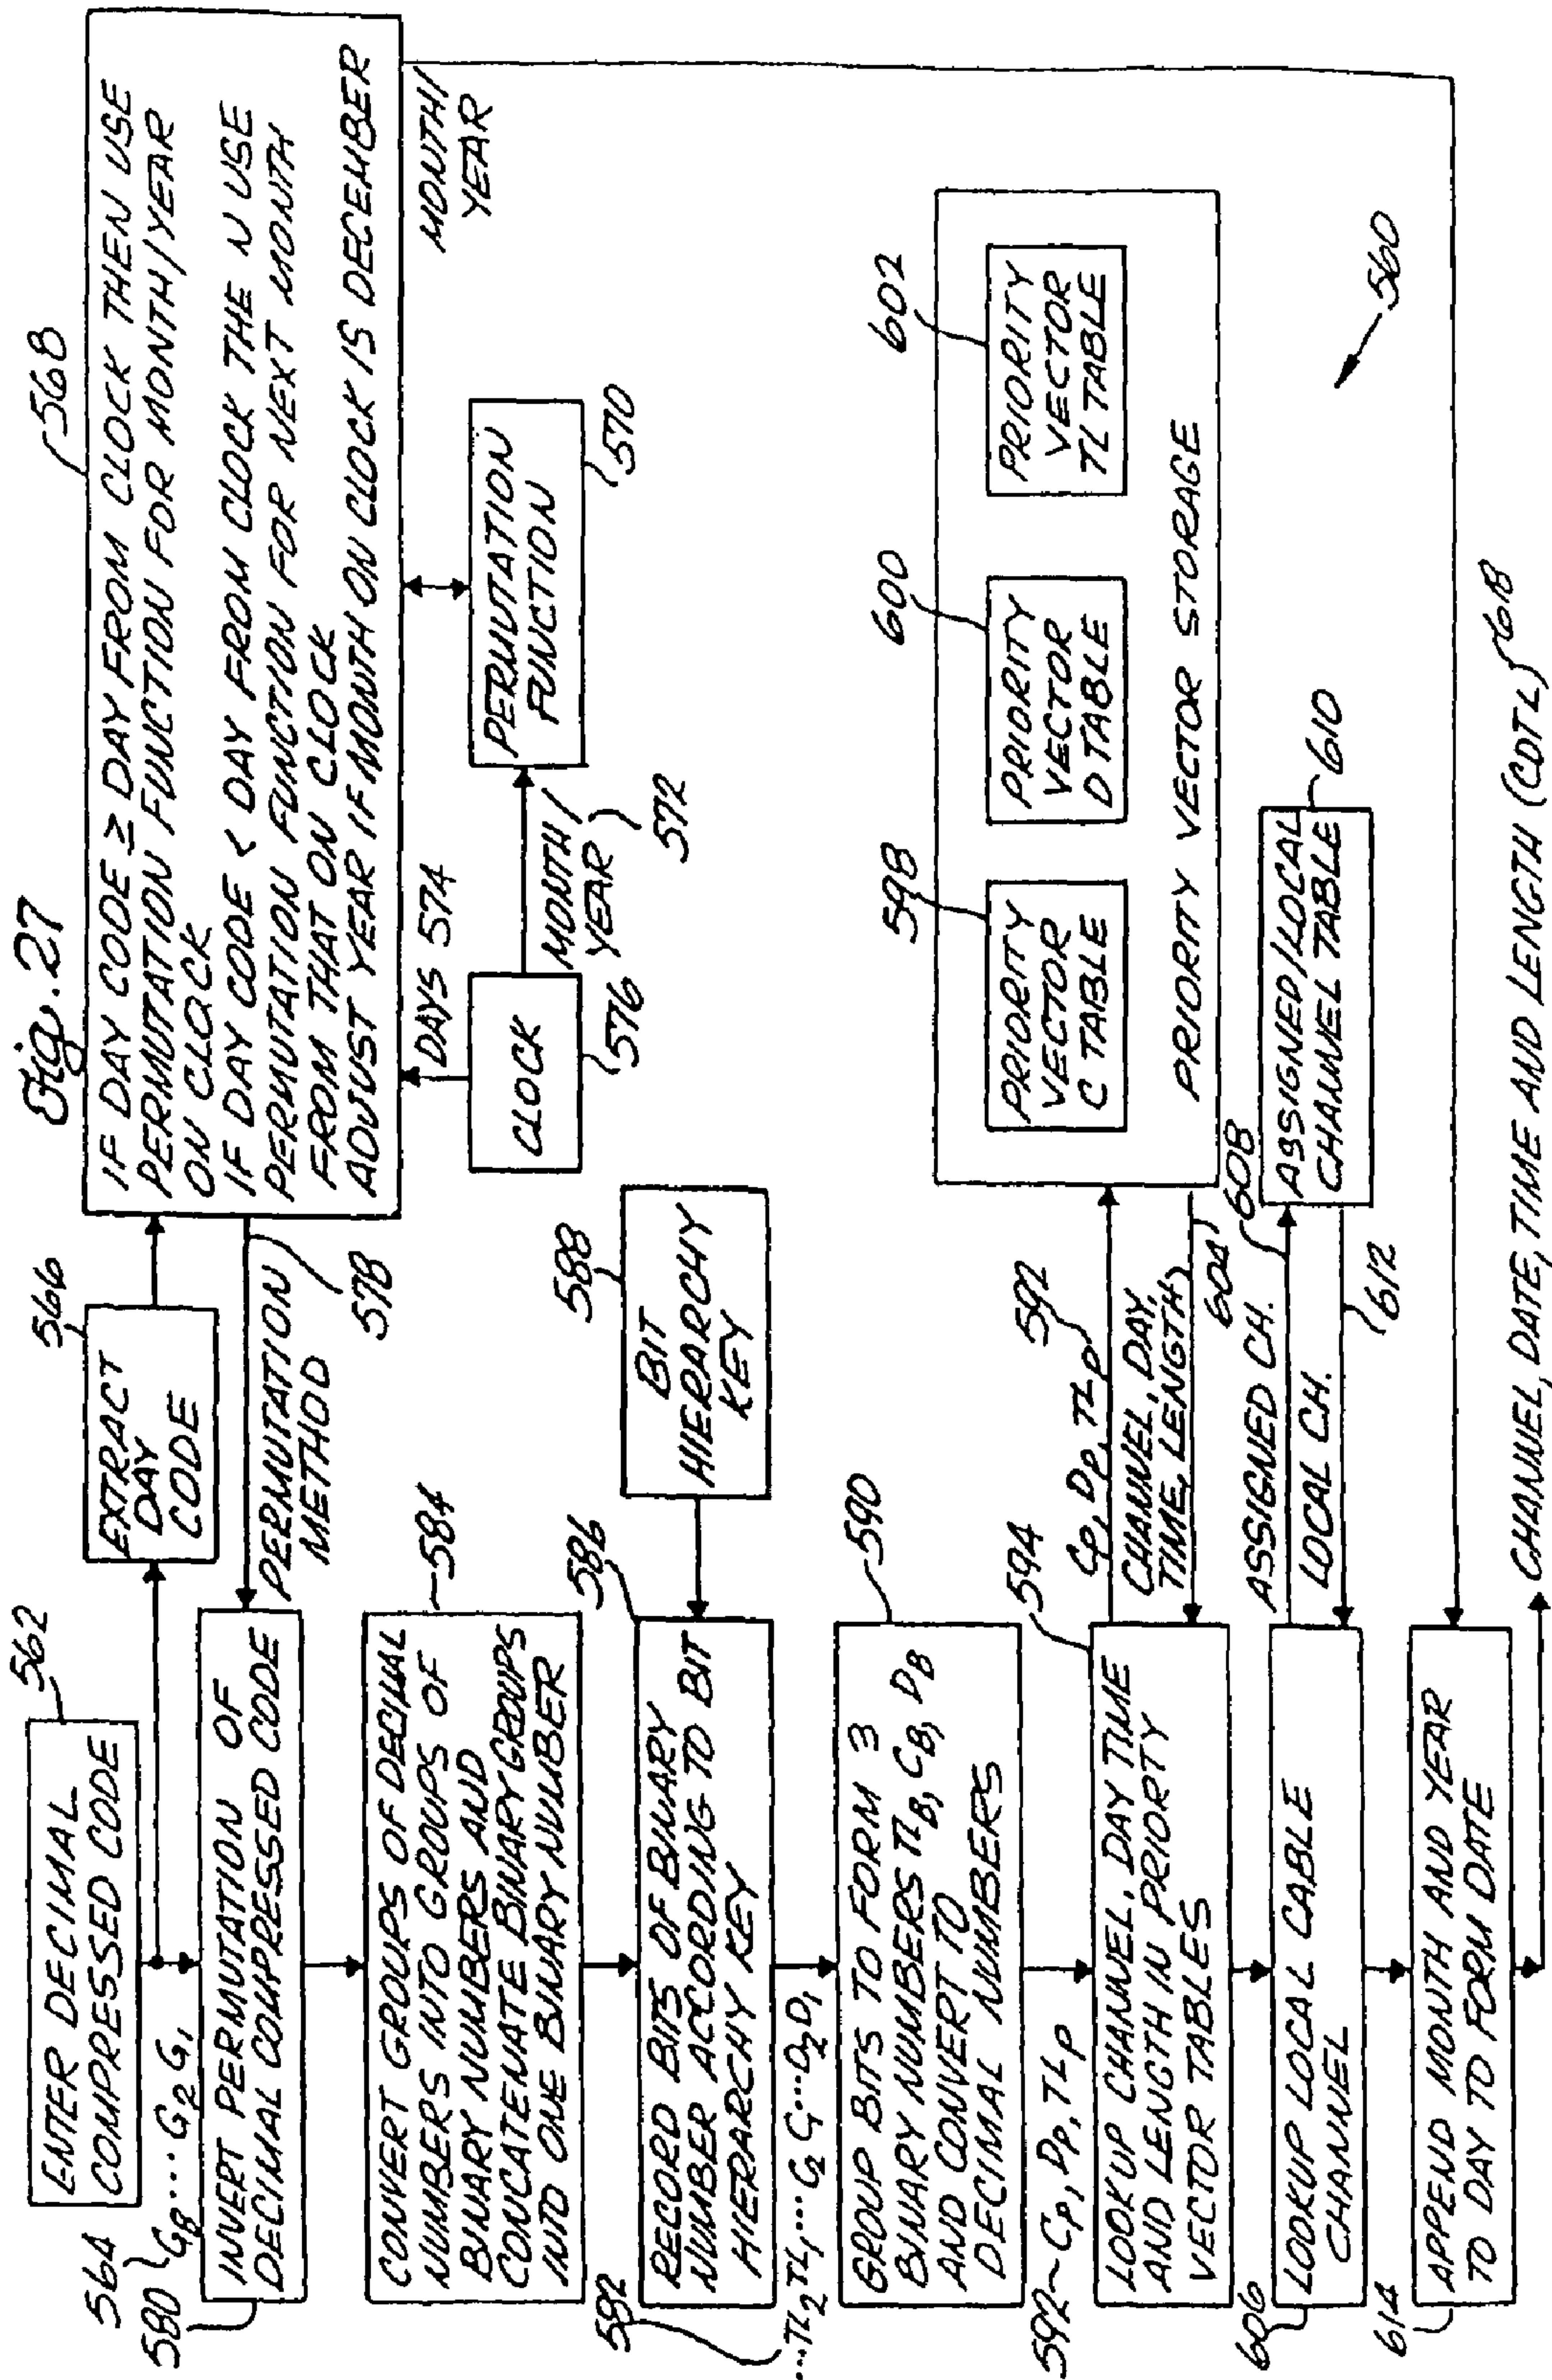 Fig. 27
ENTER DECIMAL
COMPRESSED CODE
562
564
G8 ... G2 G1
EXTRACT
DAY
CODE
566
IF DAY CODE ≥ DAY FROM CLOCK THEN USE
PERMUTATION FUNCTION FOR MONTH/YEAR
ON CLOCK
IF DAY CODE < DAY FROM CLOCK THE N USE
PERMUTATION FUNCTION FOR NEXT MONTH
FROM THAT ON CLOCK
ADJUST YEAR IF MONTH ON CLOCK IS DECEMBER
568
MONTH/
YEAR
PERMUTATION
METHOD
578
DAYS 574
CLOCK
576
MONTH/
YEAR
572
PERMUTATION
FUNCTION
570
INVERT PERMUTATION OF
DECIMAL COMPRESSED CODE
580
CONVERT GROUPS OF DECIMAL
NUMBERS INTO GROUPS OF
BINARY NUMBERS AND
CONCATENATE BINARY GROUPS
INTO ONE BINARY NUMBER
584
BIT
HIERARCHY
KEY
588
RECORD BITS OF BINARY
NUMBER ACCORDING TO BIT
HIERARCHY KEY
586
582
...TL2 TL1 ... C2 C1 ... D2 D1
GROUP BITS TO FORM 3
BINARY NUMBERS TLB, CB, DB
AND CONVERT TO
DECIMAL NUMBERS
590
592~CP, DP, TLP
LOOKUP CHANNEL, DAY TIME
AND LENGTH IN PRIORTY
VECTOR TABLES
594
CP, DP, TLP
592
CHANNEL, DAY,
TIME, LENGTH
604
PRIORITY
VECTOR
C TABLE
598
PRIORITY
VECTOR
D TABLE
600
PRIORITY
VECTOR
TL TABLE
602
PRIORITY VECTOR STORAGE
LOOKUP LOCAL CABLE
CHANNEL
606
ASSIGNED CH.
608
LOCAL CH.
612
ASSIGNED/LOCAL
CHANNEL TABLE
610
560
APPEND MONTH AND YEAR
TO DAY TO FORM DATE
614
CHANNEL, DATE, TIME AND LENGTH (CDTL)
618